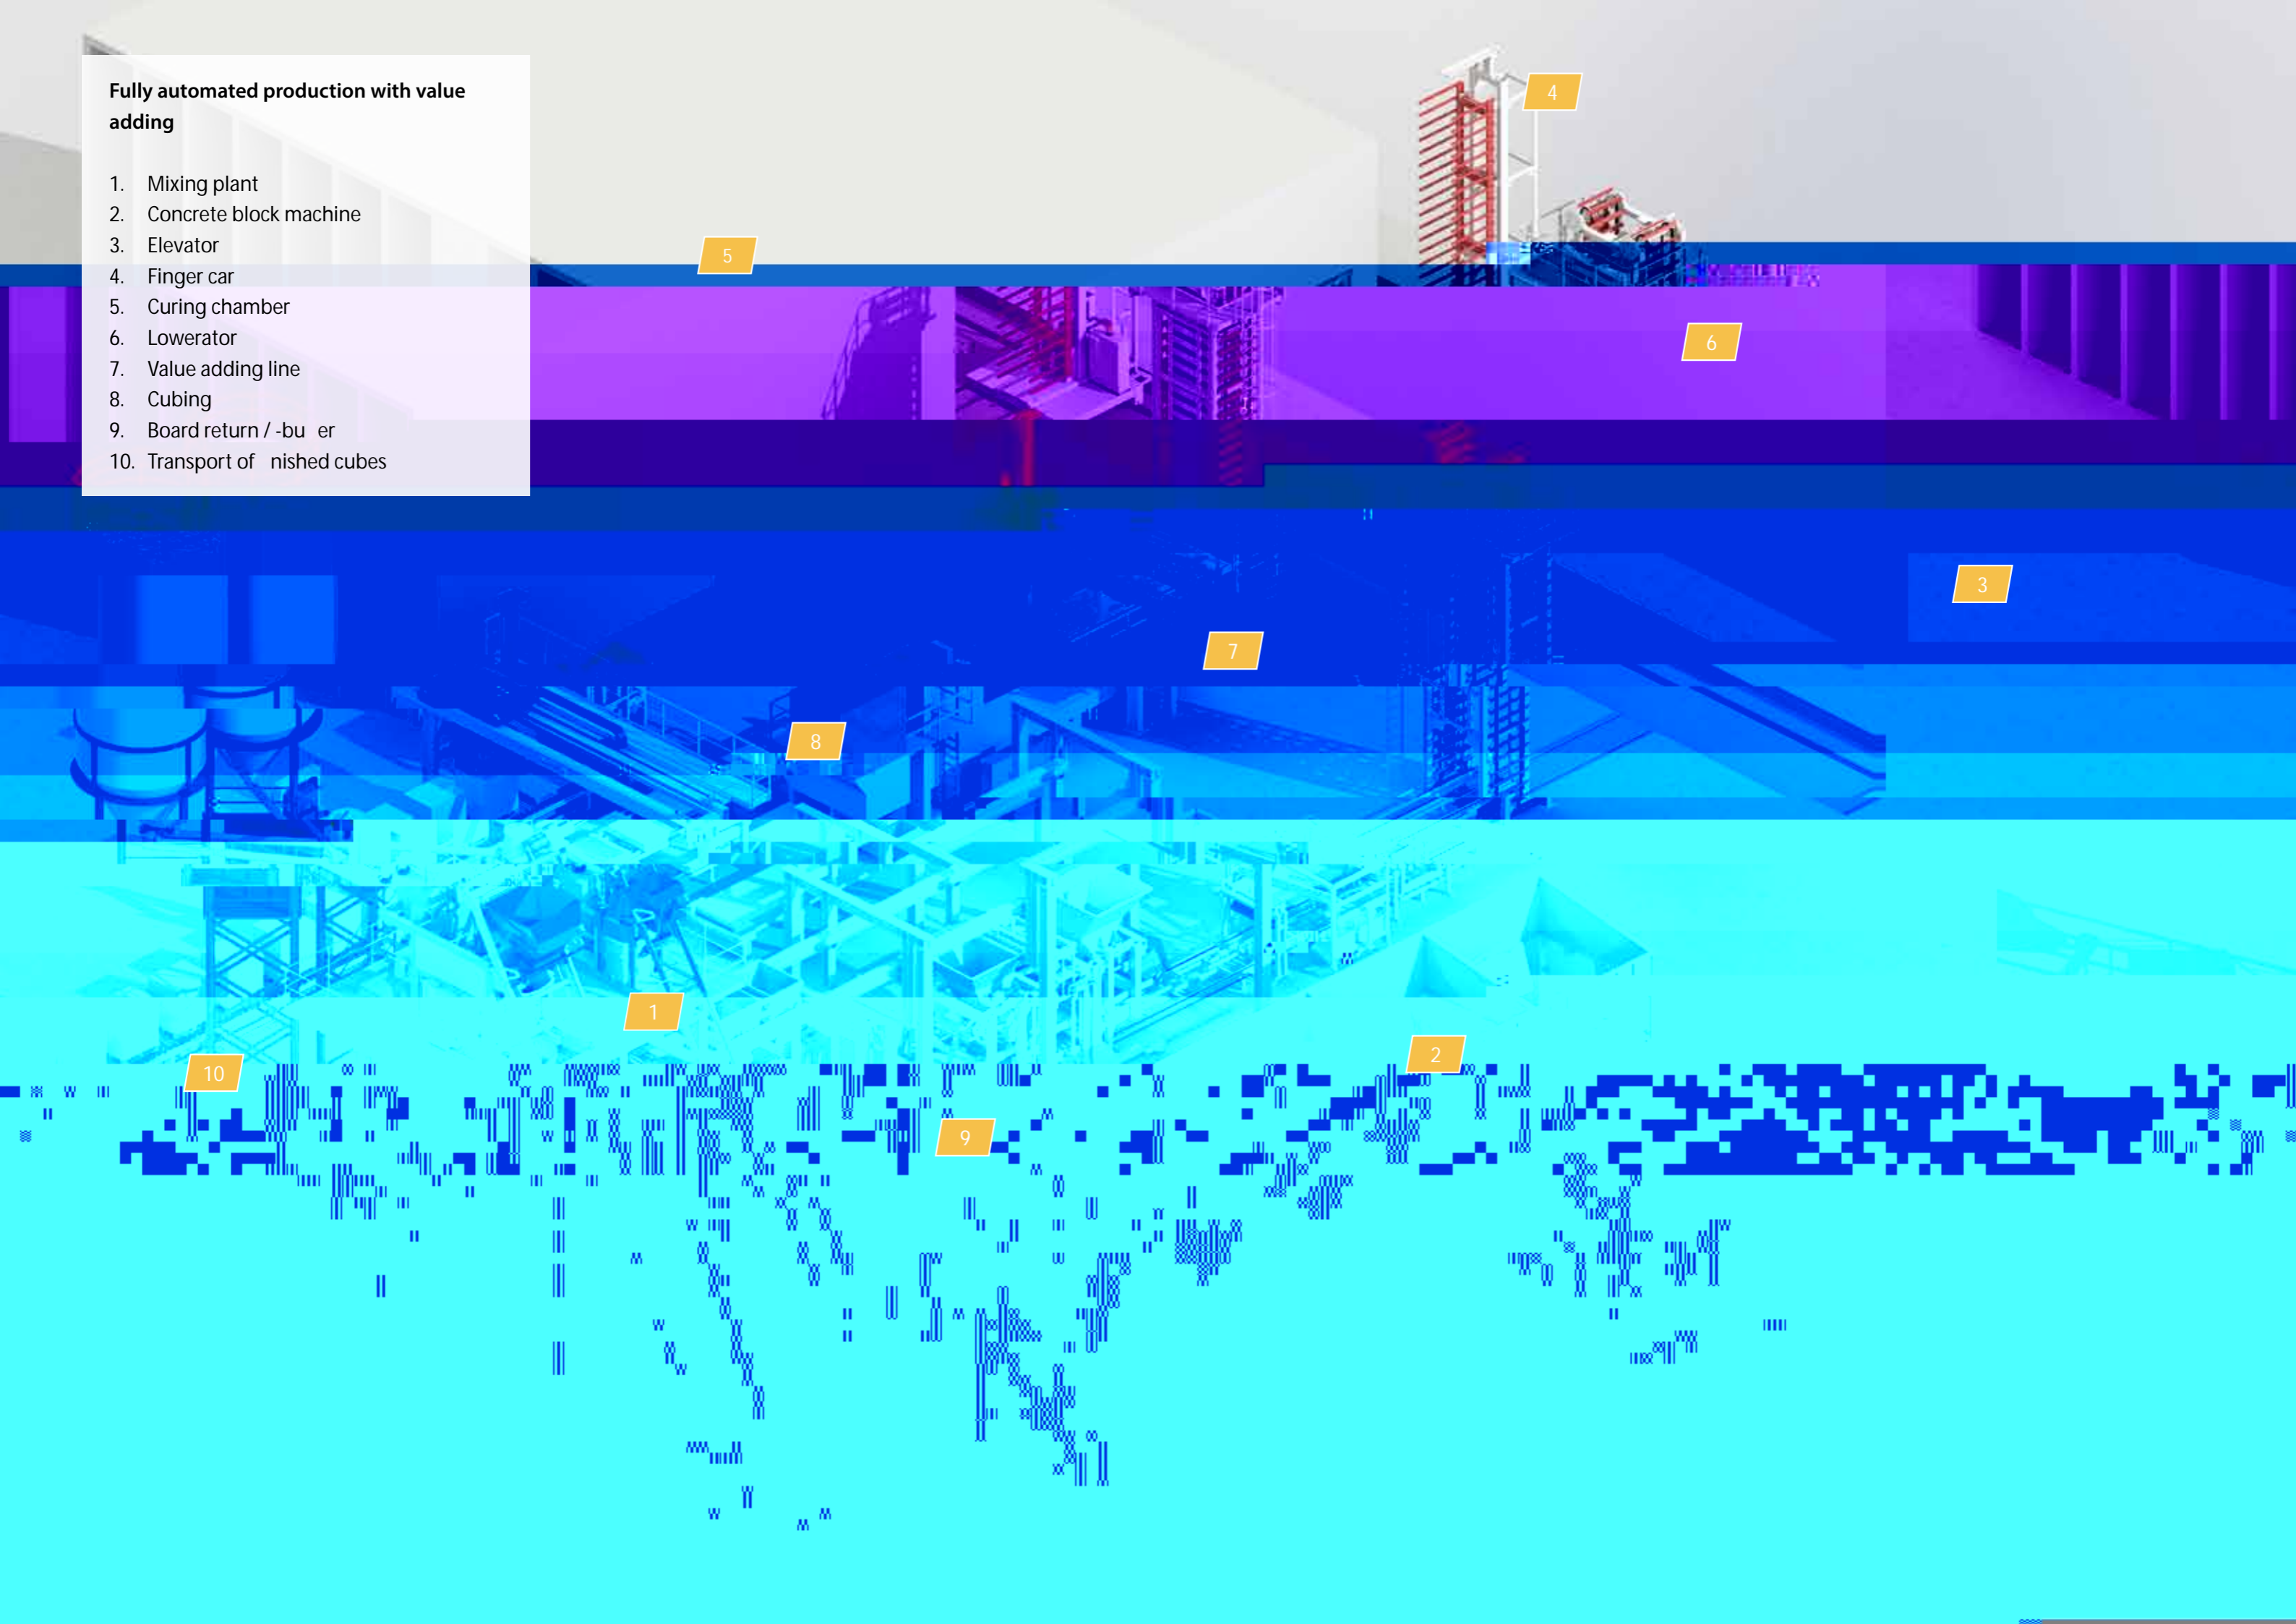 Fully automated production with value
adding
1. Mixing plant
2. Concrete block machine
3. Elevator
4. Finger car
5. Curing chamber
6. Lowerator
7. Value adding line
8. Cubing
9. Board return / -bu er
10. Transport of nished cubes
4
5
6
3
7
8
1
2
10
9